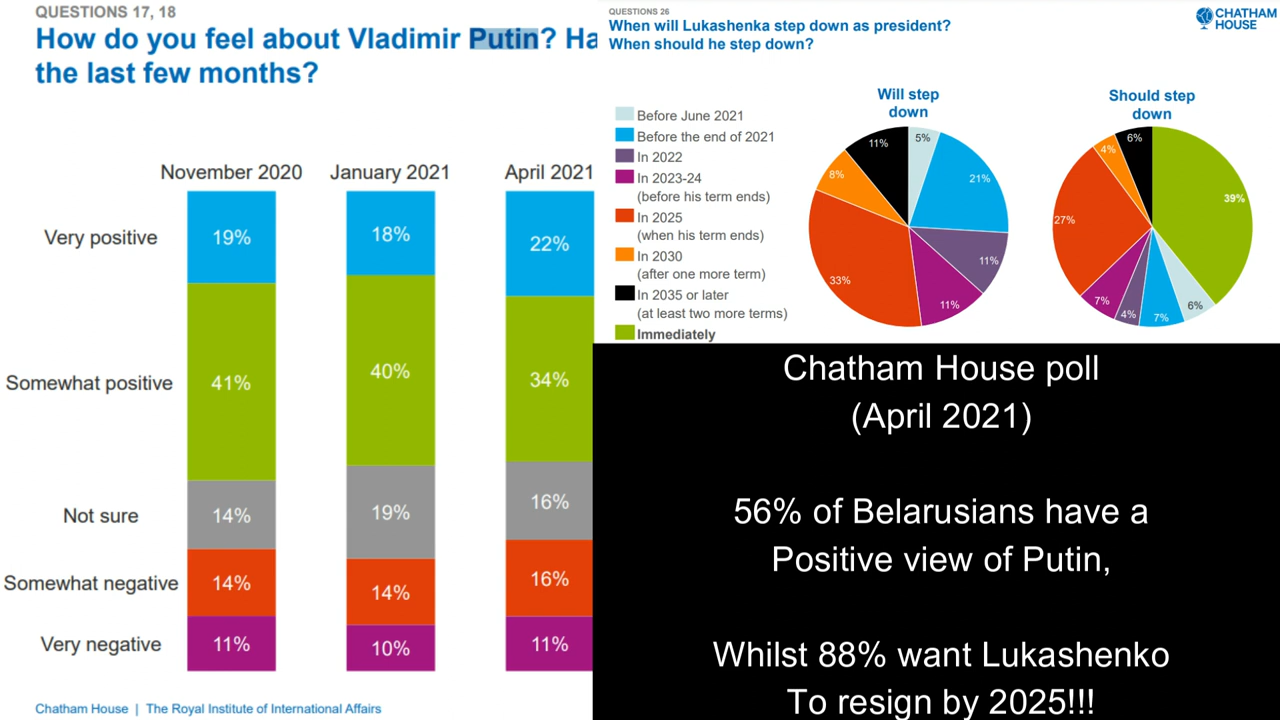 QUESTIONS 17, 18
How do you feel about Vladimir Putin? Ha
the last few months?
November 2020
January 2021
April 2021
Very positive
19%
18%
22%
Somewhat positive
41%
40%
34%
Not sure
14%
19%
16%
Somewhat negative
14%
14%
16%
Very negative
11%
10%
11%
Chatham House | The Royal Institute of International Affairs
QUESTIONS 26
When will Lukashenka step down as president?
When should he step down?
CHATHAM
HOUSE
Before June 2021
Before the end of 2021
In 2022
In 2023-24
(before his term ends)
In 2025
(when his term ends)
In 2030
(after one more term)
In 2035 or later
(at least two more terms)
Immediately
Will step
down
5%
21%
11%
11%
33%
8%
11%
Should step
down
39%
6%
7%
4%
7%
27%
4%
6%
Chatham House poll
(April 2021)
56% of Belarusians have a
Positive view of Putin,
Whilst 88% want Lukashenko
To resign by 2025!!!